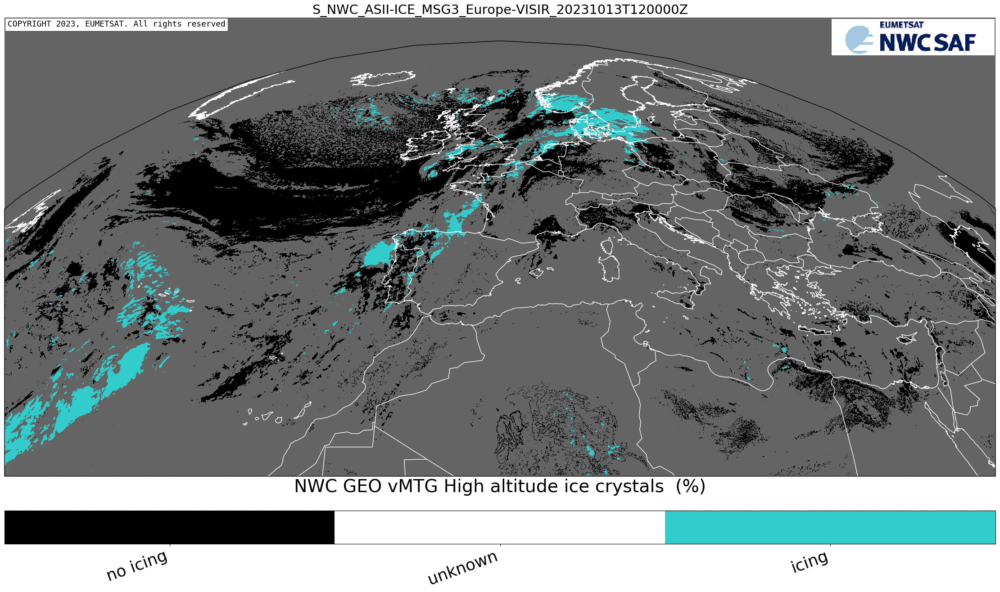 S_NWC_ASII-ICE_MSG3_Europe-VISIR_20231013T120000Z
COPYRIGHT 2023, EUMETSAT. All rights reserved
EUMETSAT
NWC SAF
NWC GEO vMTG High altitude ice crystals  (%)
no icing
unknown
icing